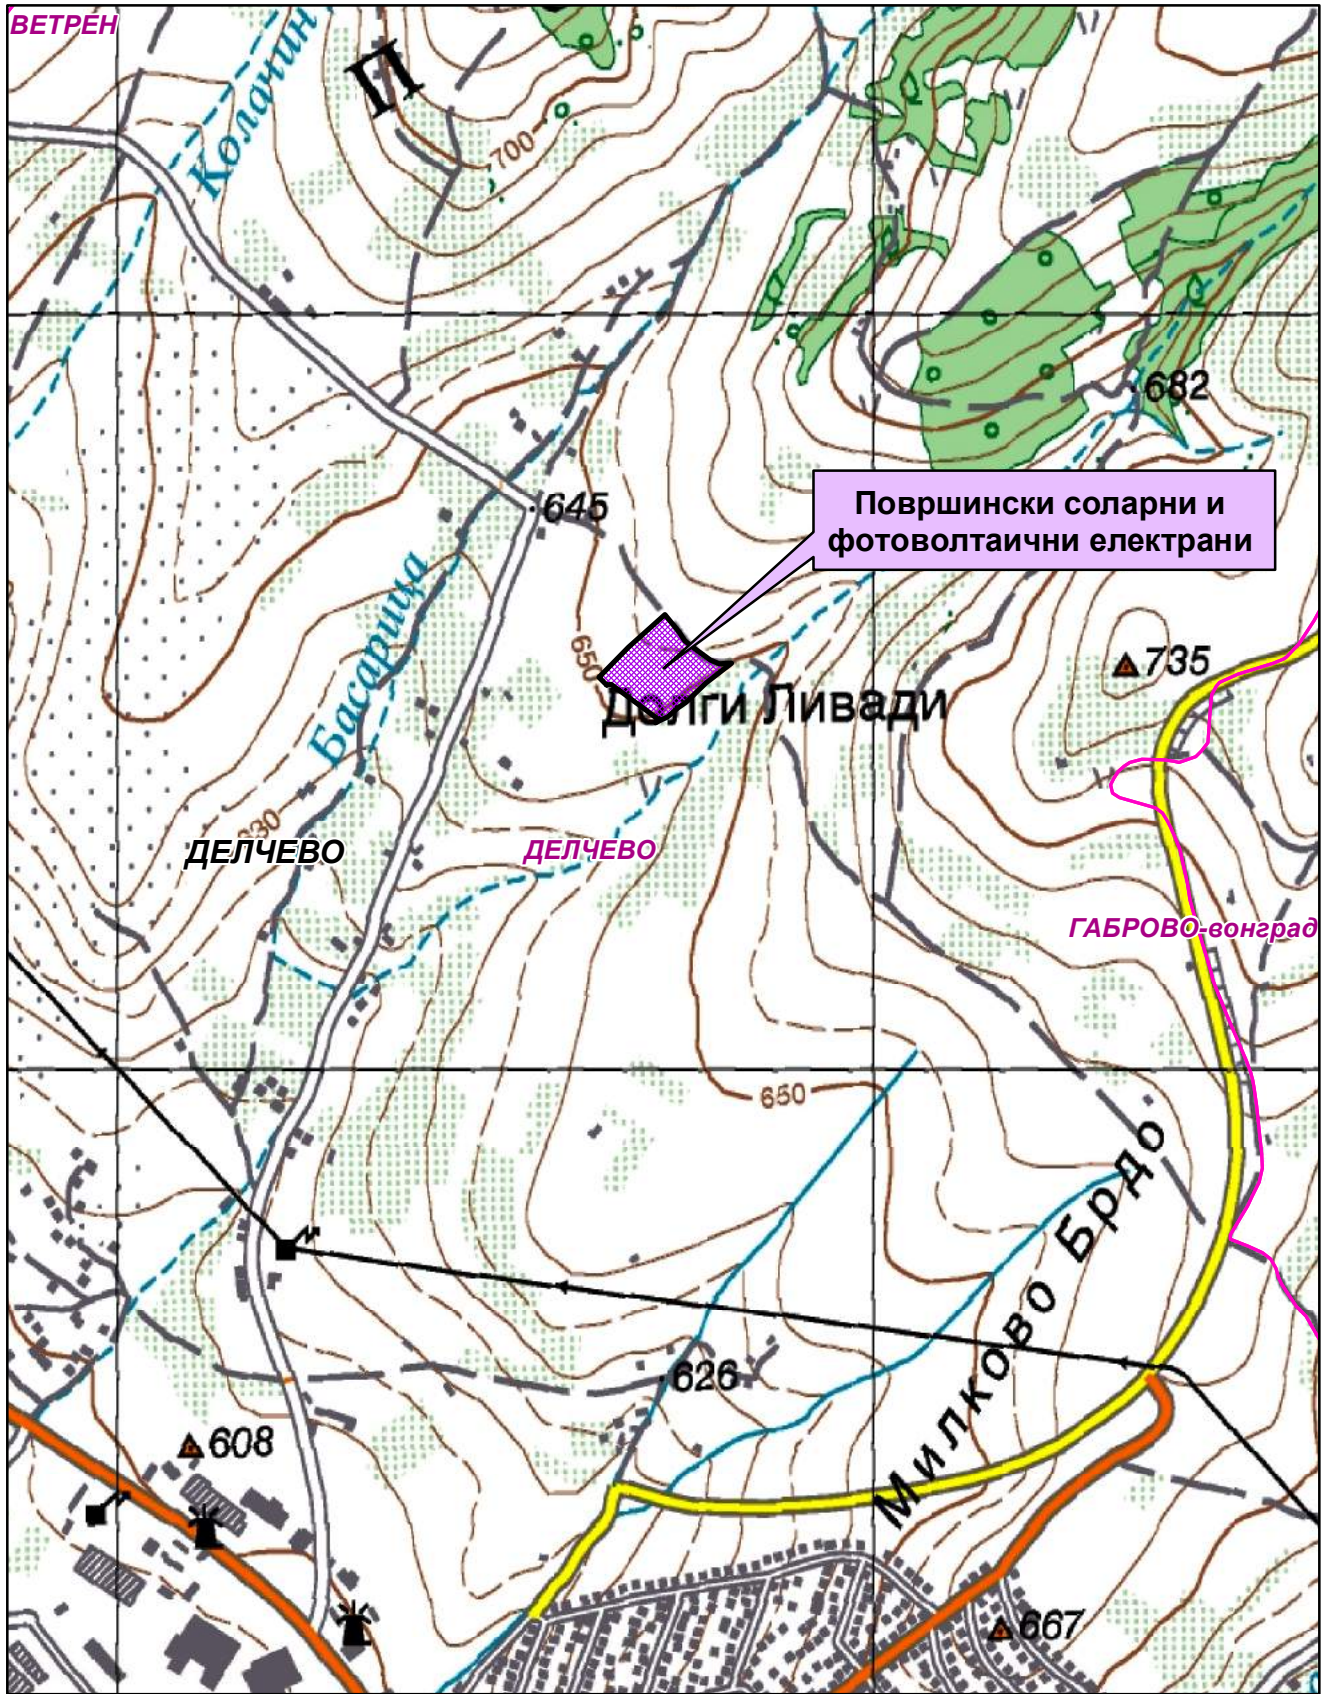 ВЕТРЕН
Колачин
П
700
682
645
Површински соларни и
фотоволтаични електрани
Басарица
650
735
Долги Ливади
ДЕЛЧЕВО
ДЕЛЧЕВО
ГАБРОВО-вонград
650
Милково Брдо
626
608
667